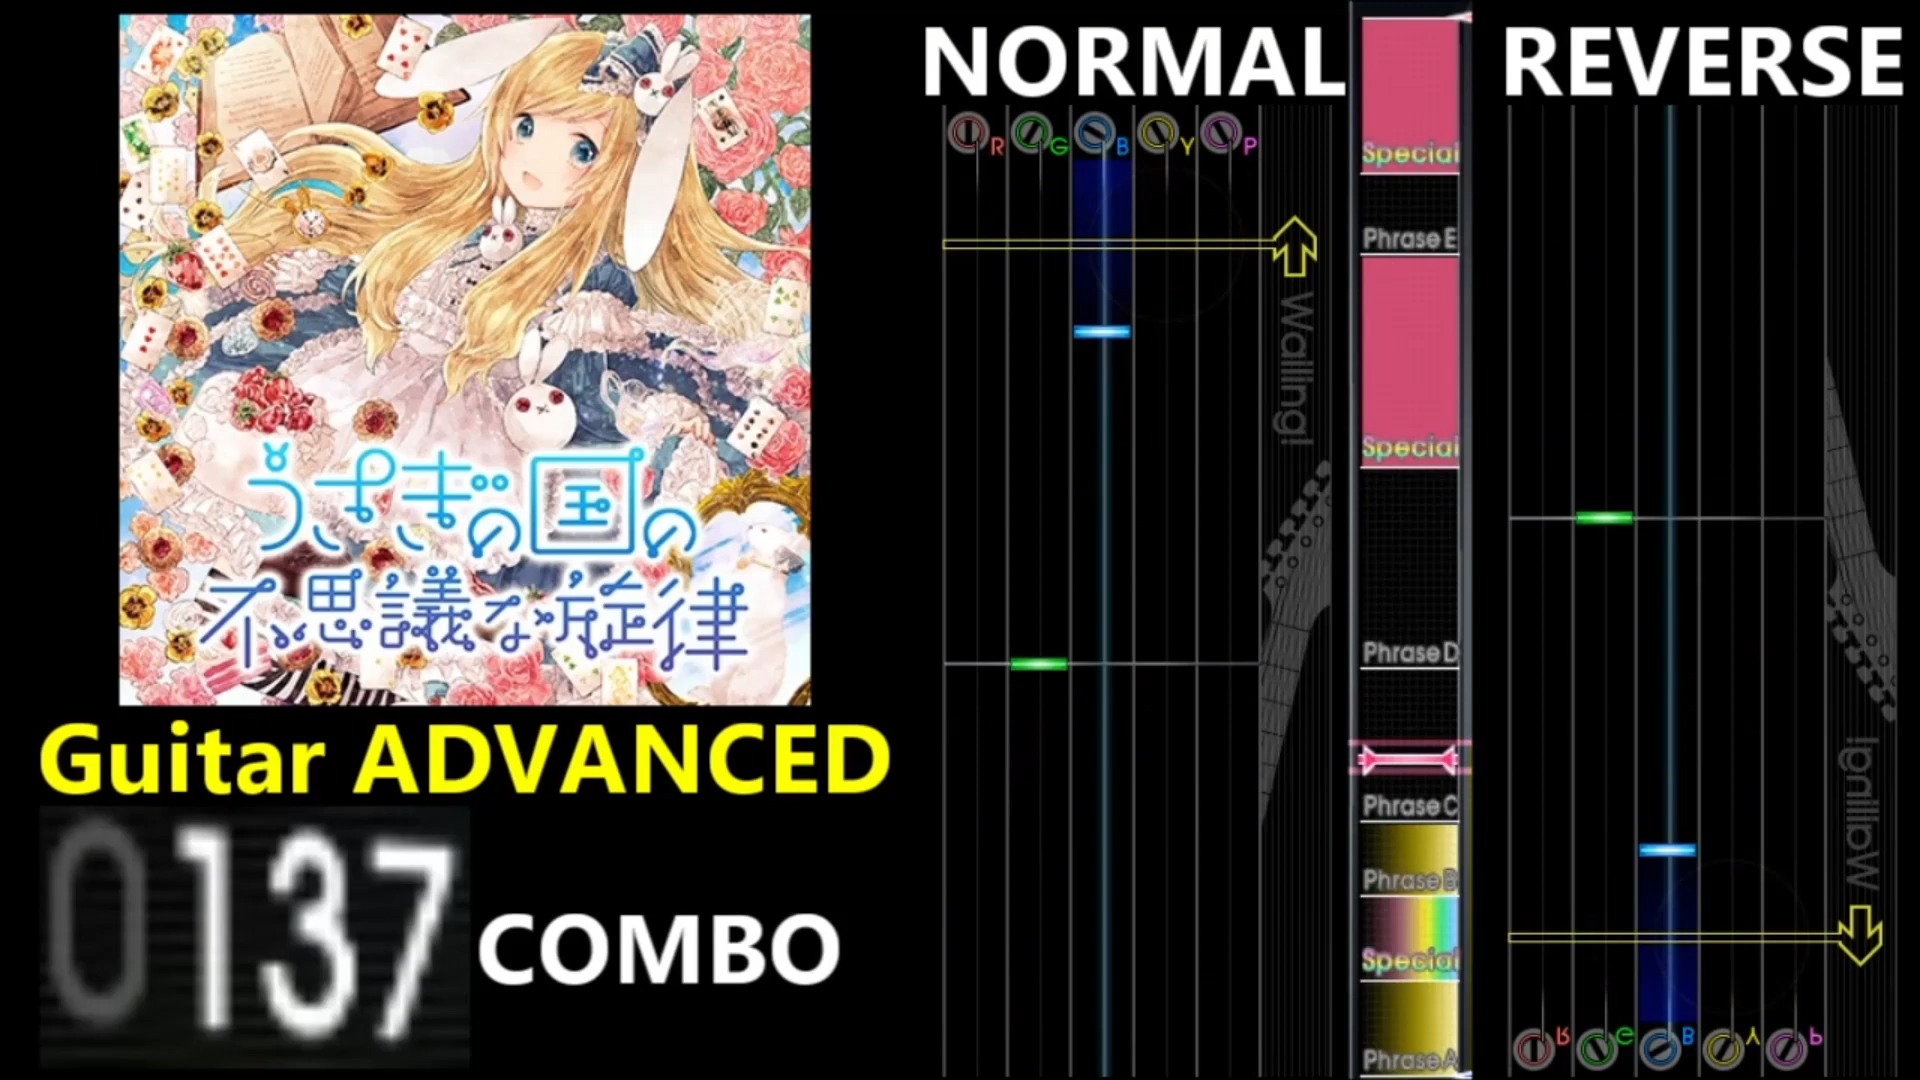 うさぎの国の
不思議な旋律
Guitar ADVANCED
0137 COMBO
NORMAL
R G B Y P
Wailing!
Special
Phrase E
Special
Phrase D
Phrase C
Phrase B
Special
Phrase A
REVERSE
Wailing!
R G B Y P